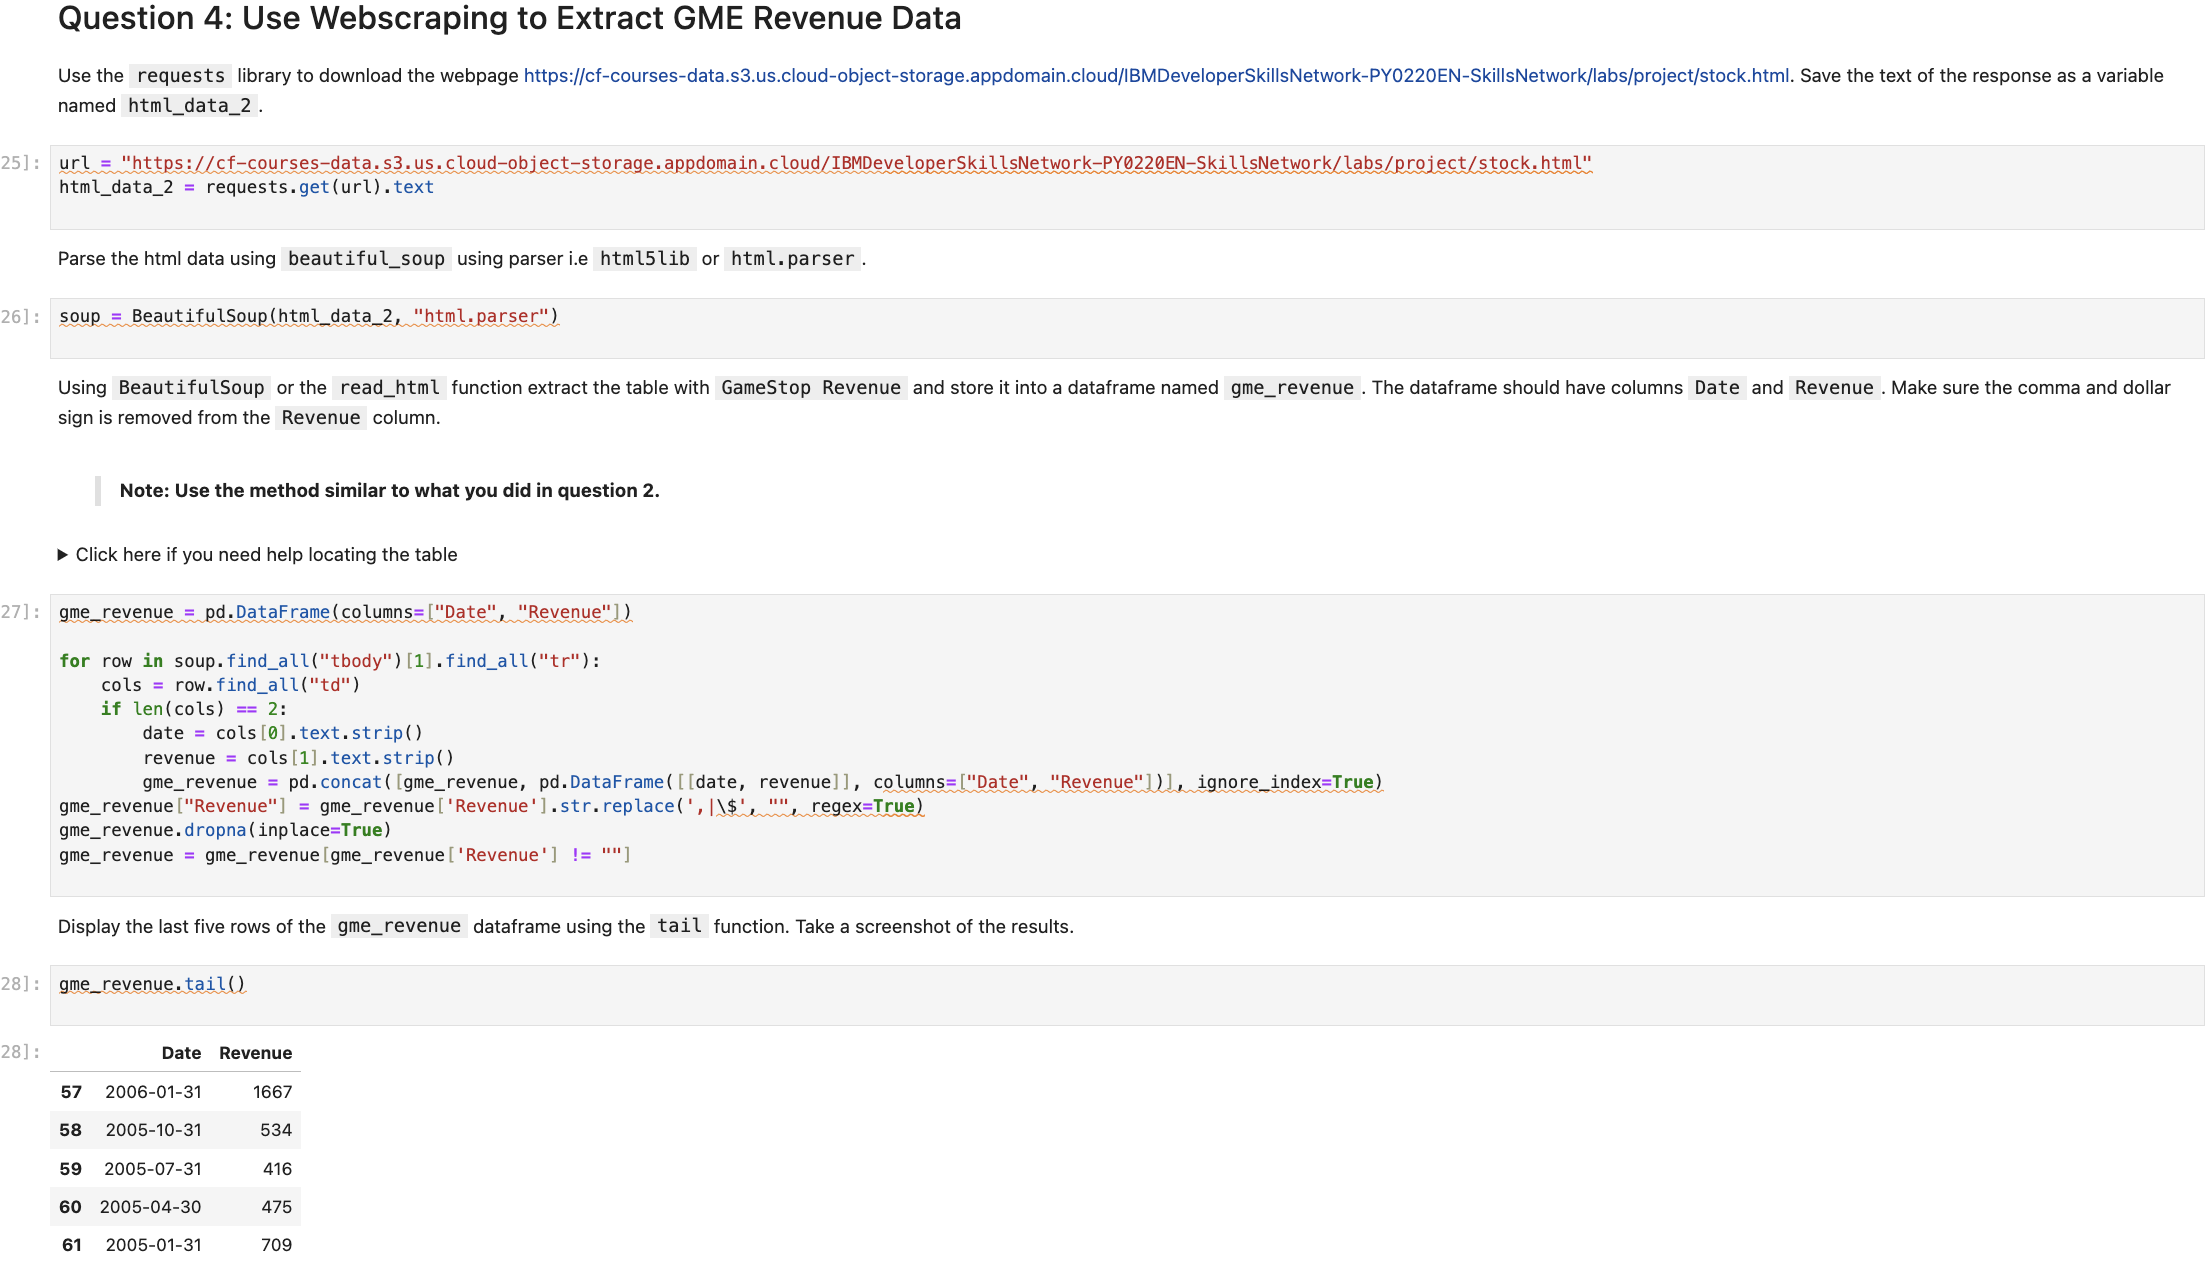 Question 4: Use Webscraping to Extract GME Revenue Data
Use the requests library to download the webpage https://cf-courses-data.s3.us.cloud-object-storage.appdomain.cloud/IBMDeveloperSkillsNetwork-PY0220EN-SkillsNetwork/labs/project/stock.html. Save the text of the response as a variable
named html_data_2 .
25]: url = "https://cf-courses-data.s3.us.cloud-object-storage.appdomain.cloud/IBMDeveloperSkillsNetwork-PY0220EN-SkillsNetwork/labs/project/stock.html"
html_data_2 = requests.get(url).text
Parse the html data using beautiful_soup using parser i.e html5lib or html.parser .
26]: soup = BeautifulSoup(html_data_2, "html.parser")
Using BeautifulSoup or the read_html function extract the table with GameStop Revenue and store it into a dataframe named gme_revenue . The dataframe should have columns Date and Revenue . Make sure the comma and dollar
sign is removed from the Revenue column.
Note: Use the method similar to what you did in question 2.
▶ Click here if you need help locating the table
27]: gme_revenue = pd.DataFrame(columns=["Date", "Revenue"])
for row in soup.find_all("tbody")[1].find_all("tr"):
    cols = row.find_all("td")
    if len(cols) == 2:
        date = cols[0].text.strip()
        revenue = cols[1].text.strip()
        gme_revenue = pd.concat([gme_revenue, pd.DataFrame([[date, revenue]], columns=["Date", "Revenue"])], ignore_index=True)
gme_revenue["Revenue"] = gme_revenue['Revenue'].str.replace(',|\$', "", regex=True)
gme_revenue.dropna(inplace=True)
gme_revenue = gme_revenue[gme_revenue['Revenue'] != ""]
Display the last five rows of the gme_revenue dataframe using the tail function. Take a screenshot of the results.
28]: gme_revenue.tail()
28]: Date Revenue
57 2006-01-31 1667
58 2005-10-31 534
59 2005-07-31 416
60 2005-04-30 475
61 2005-01-31 709